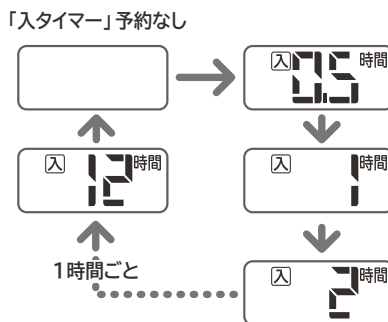 「入タイマー」予約なし
入 0.5 時間
入 12 時間
入 1 時間
1時間ごと
入 2 時間